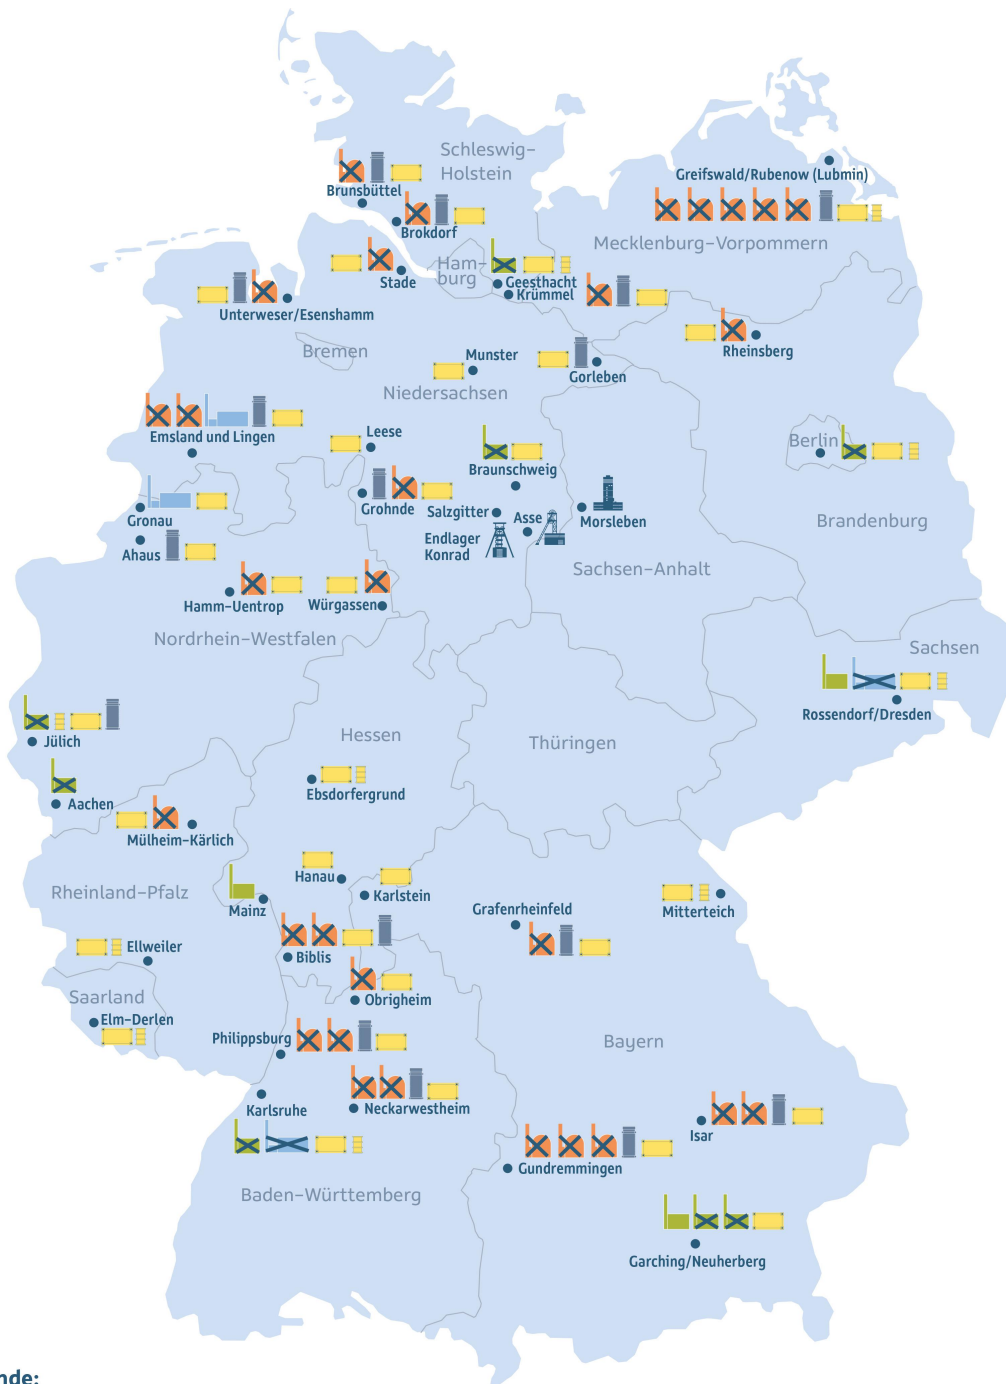 Schleswig-
Holstein
Greifswald/Rubenow (Lubmin)
Brunsbüttel
Brokdorf
Mecklenburg-Vorpommern
Ham-
burg
Stade
Geesthacht
Krümmel
Unterweser/Esenshamm
Bremen
Rheinsberg
Munster
Gorleben
Niedersachsen
Emsland und Lingen
Leese
Berlin
Braunschweig
Grohnde
Salzgitter
Asse
Morsleben
Gronau
Endlager
Konrad
Brandenburg
Ahaus
Sachsen-Anhalt
Hamm-Uentrop
Würgassen
Nordrhein-Westfalen
Sachsen
Rossendorf/Dresden
Jülich
Hessen
Thüringen
Ebsdorfergrund
Aachen
Mülheim-Kärlich
Hanau
Karlstein
Rheinland-Pfalz
Mainz
Grafenrheinfeld
Mitterteich
Ellweiler
Biblis
Saarland
Obrigheim
Elm-Derlen
Philippsburg
Bayern
Karlsruhe
Neckarwestheim
Isar
Gundremmingen
Baden-Württemberg
Garching/Neuherberg
nde: